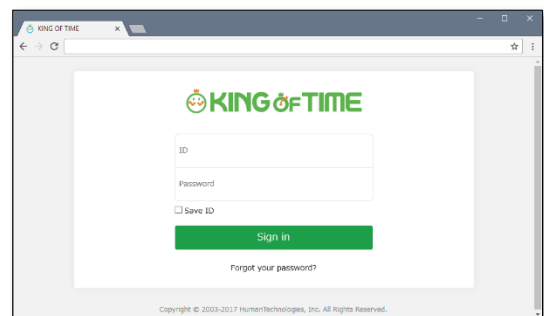 KING OF TIME
KING OF TIME
ID
Password
Save ID
Sign in
Forgot your password?
Copyright © 2003-2017 HumanTechnologies, Inc. All Rights Reserved.